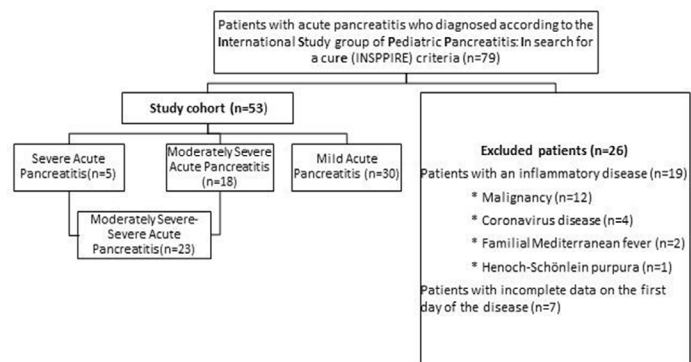 Patients with acute pancreatitis who diagnosed according to the
International Study group of Pediatric Pancreatitis: In search for
a cure (INSPPIRE) criteria (n=79)
Study cohort (n=53)
Severe Acute
Pancreatitis(n=5)
Moderately Severe
Acute Pancreatitis
(n=18)
Mild Acute
Pancreatitis (n=30)
Moderately Severe-
Severe Acute
Pancreatitis(n=23)
Excluded patients (n=26)
Patients with an inflammatory disease (n=19)
* Malignancy (n=12)
* Coronavirus disease (n=4)
* Familial Mediterranean fever (n=2)
* Henoch-Schönlein purpura (n=1)
Patients with incomplete data on the first
day of the disease (n=7)